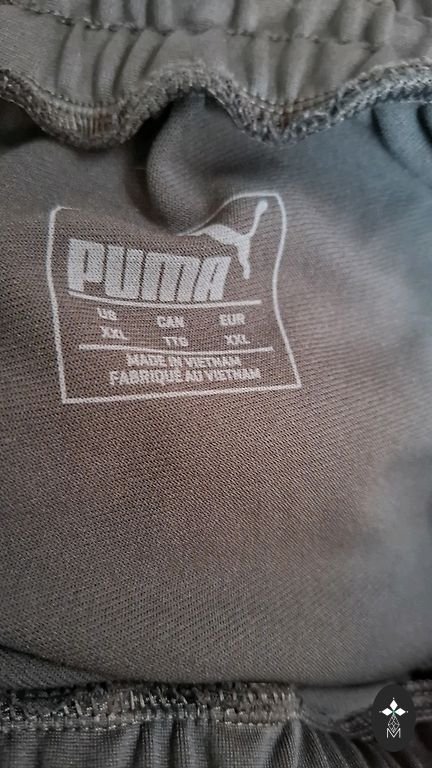 PUMA
US CAN EUR
XXL TTG XXL
MADE IN VIETNAM
FABRIQUÉ AU VIETNAM